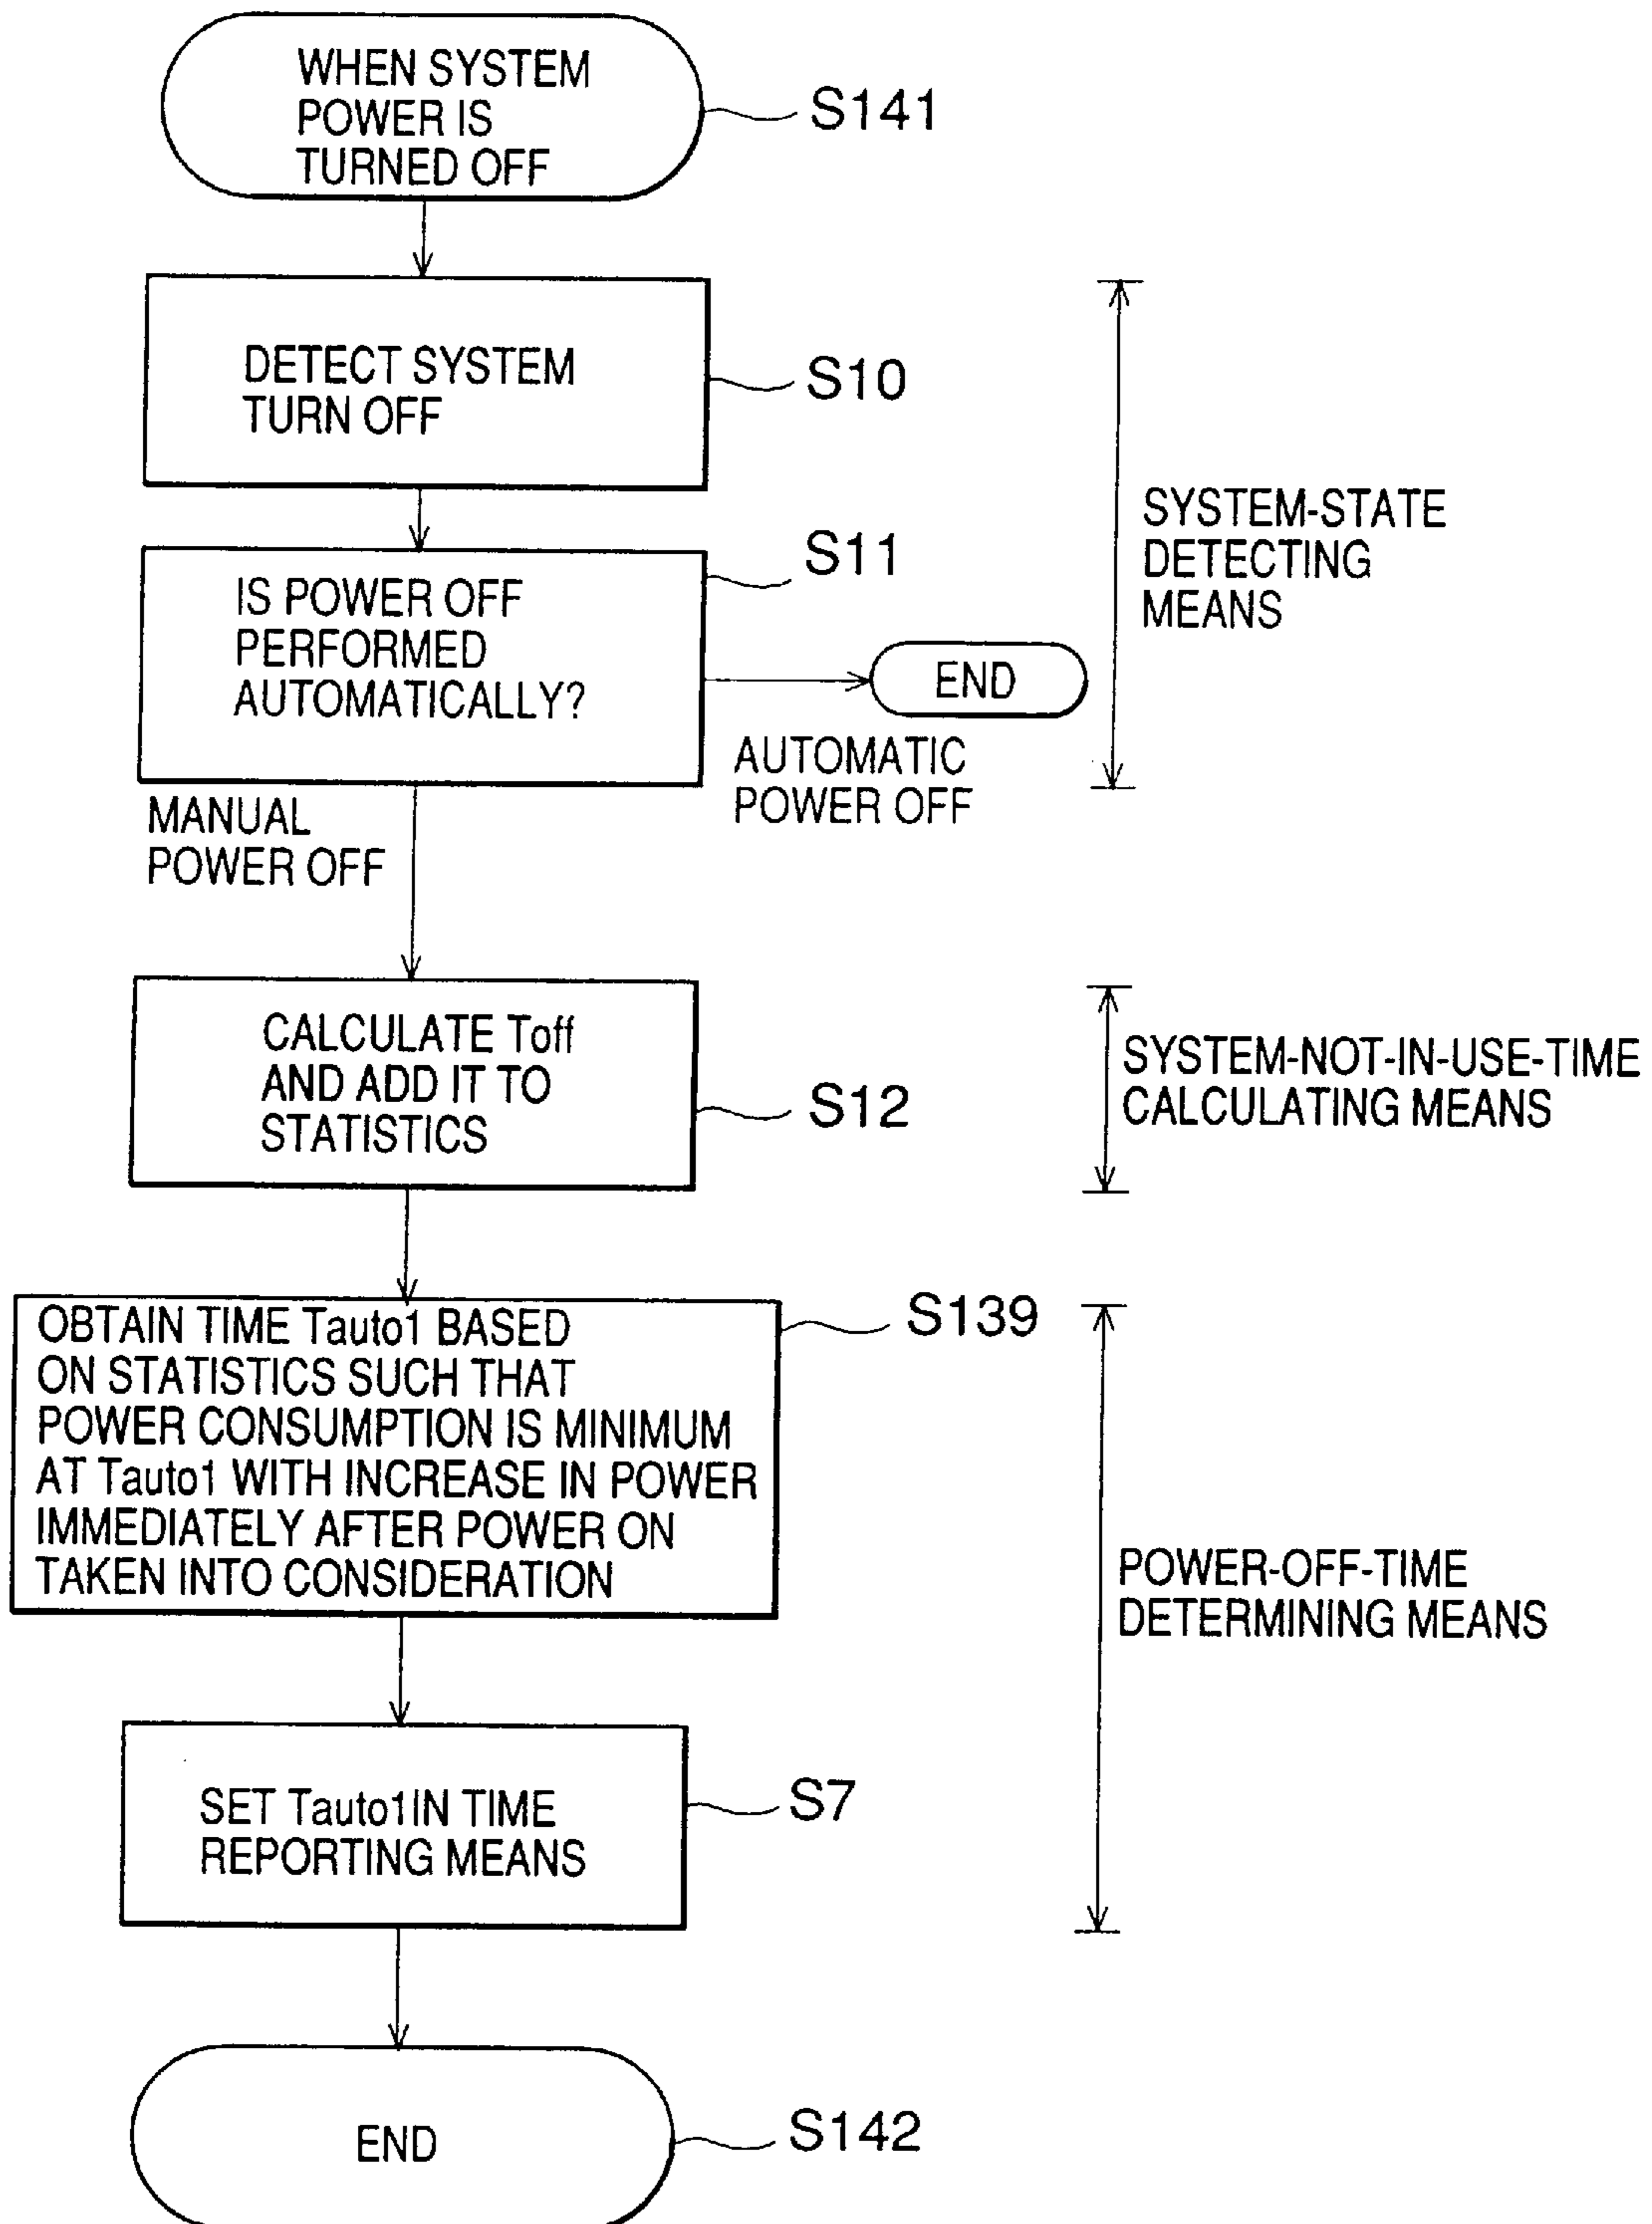 WHEN SYSTEM
POWER IS
TURNED OFF
S141
DETECT SYSTEM
TURN OFF
S10
IS POWER OFF
PERFORMED
AUTOMATICALLY?
S11
END
AUTOMATIC
POWER OFF
SYSTEM-STATE
DETECTING
MEANS
MANUAL
POWER OFF
CALCULATE Toff
AND ADD IT TO
STATISTICS
S12
SYSTEM-NOT-IN-USE-TIME
CALCULATING MEANS
OBTAIN TIME Tauto1 BASED
ON STATISTICS SUCH THAT
POWER CONSUMPTION IS MINIMUM
AT Tauto1 WITH INCREASE IN POWER
IMMEDIATELY AFTER POWER ON
TAKEN INTO CONSIDERATION
S139
POWER-OFF-TIME
DETERMINING MEANS
SET Tauto1IN TIME
REPORTING MEANS
S7
END
S142